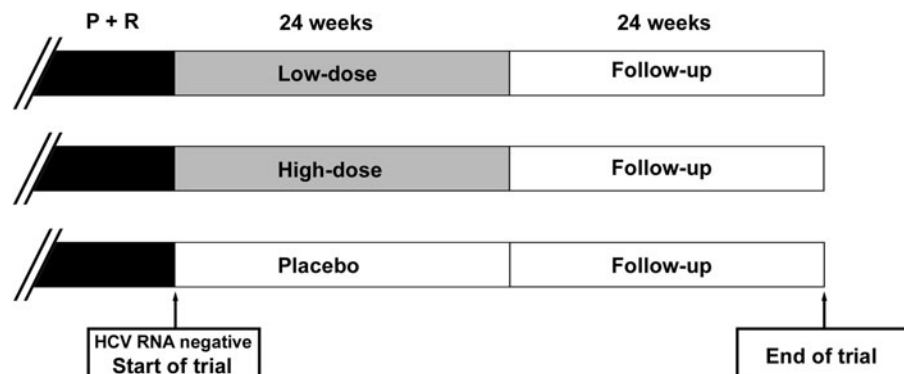 P + R 24 weeks 24 weeks
Low-dose Follow-up
High-dose Follow-up
Placebo Follow-up
HCV RNA negative
Start of trial
End of trial